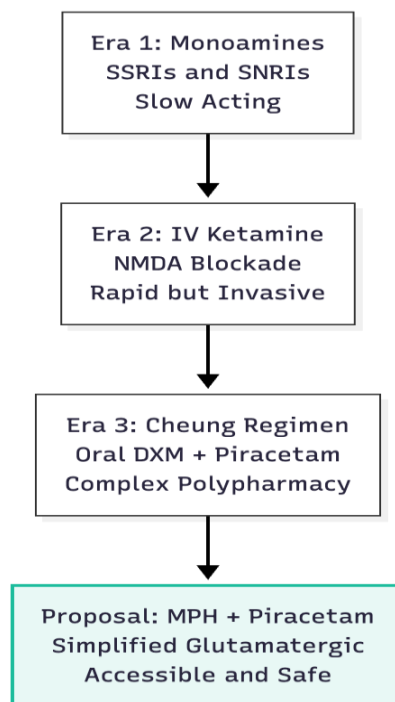 Era 1: Monoamines
SSRIs and SNRIs
Slow Acting
Era 2: IV Ketamine
NMDA Blockade
Rapid but Invasive
Era 3: Cheung Regimen
Oral DXM + Piracetam
Complex Polypharmacy
Proposal: MPH + Piracetam
Simplified Glutamatergic
Accessible and Safe